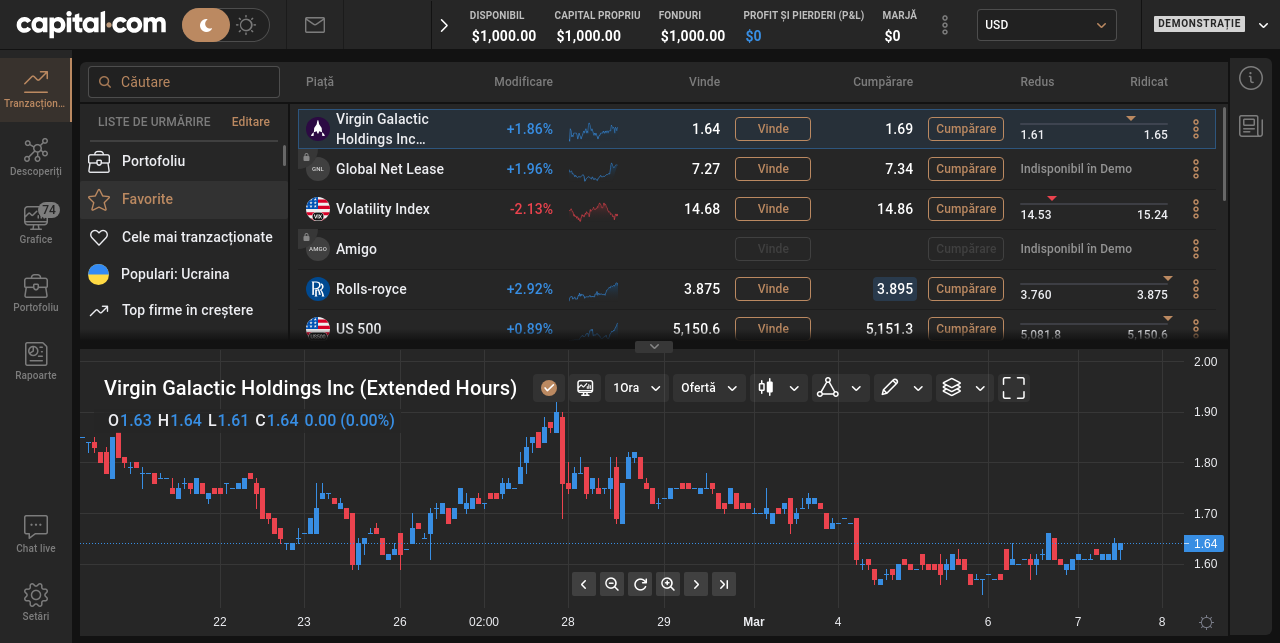 capital.com
DISPONIBIL CAPITAL PROPRIU FONDURI PROFIT ȘI PIERDERI (P&L) MARJĂ
$1,000.00 $1,000.00 $1,000.00 $0 $0
USD
DEMONSTRAȚIE
Tranzacțion...
Descoperiți
74
Grafice
Portofoliu
Rapoarte
Chat live
Setări
Căutare
LISTE DE URMĂRIRE Editare
Portofoliu
Favorite
Cele mai tranzacționate
Populari: Ucraina
Top firme în creștere
Piață Modificare Vinde Cumpărare Redus Ridicat
Virgin Galactic
Holdings Inc... +1.86% 1.64 Vinde 1.69 Cumpărare 1.61 1.65
GNL Global Net Lease +1.96% 7.27 Vinde 7.34 Cumpărare Indisponibil în Demo
VIX Volatility Index -2.13% 14.68 Vinde 14.86 Cumpărare 14.53 15.24
AMIGO Amigo Vinde Cumpărare Indisponibil în Demo
Rolls-royce +2.92% 3.875 Vinde 3.895 Cumpărare 3.760 3.875
US 500 +0.89% 5,150.6 Vinde 5,151.3 Cumpărare 5,081.8 5,150.6
Virgin Galactic Holdings Inc (Extended Hours)
1Ora Ofertă
O1.63 H1.64 L1.61 C1.64 0.00 (0.00%)
2.00
1.90
1.80
1.70
1.64
1.60
22 23 26 02:00 28 29 Mar 4 6 7 8